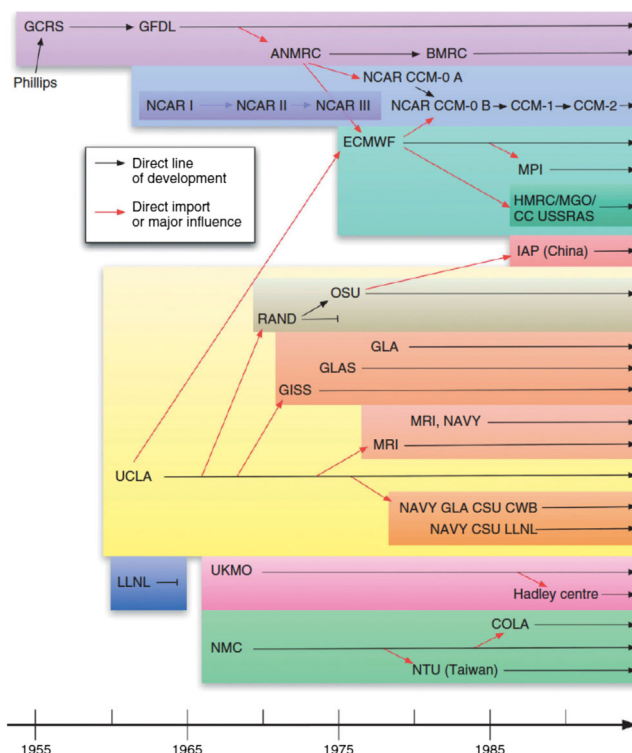 GCRS GFDL
ANMRC BMRC
Phillips
NCAR CCM-0 A
NCAR I NCAR II NCAR III NCAR CCM-0 B CCM-1 CCM-2
ECMWF
MPI
Direct line
of development
Direct import
or major influence
HMRC/MGO/
CC USSRAS
IAP (China)
OSU
RAND
GLA
GLAS
GISS
MRI, NAVY
MRI
UCLA
NAVY GLA CSU CWB
NAVY CSU LLNL
LLNL
UKMO
Hadley centre
COLA
NMC
NTU (Taiwan)
1955 1965 1975 1985